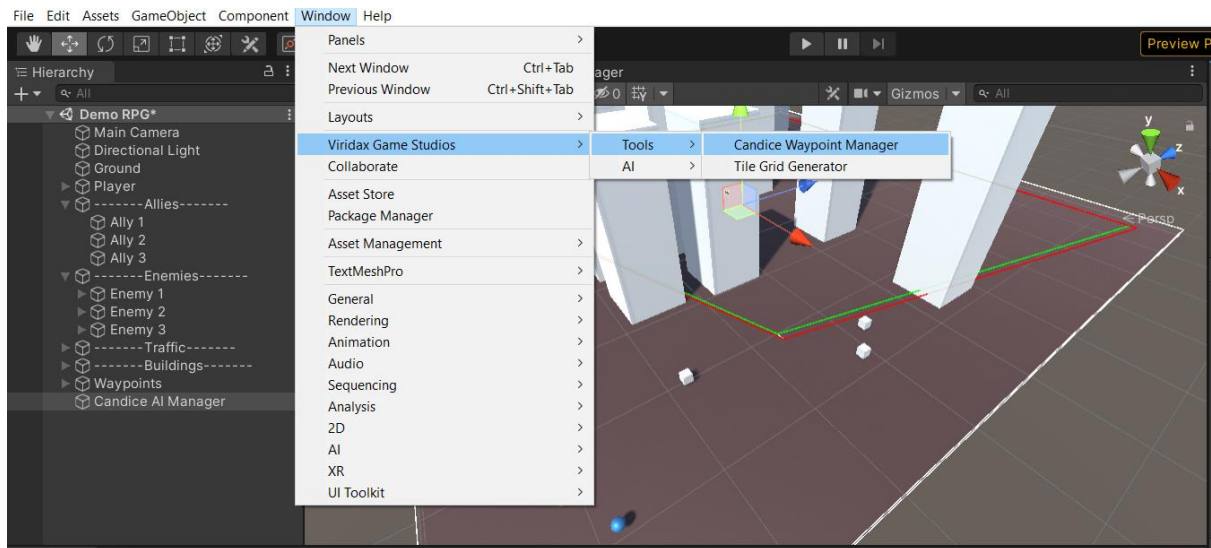 File Edit Assets GameObject Component Window Help
Preview P
Hierarchy
All
Demo RPG*
Main Camera
Directional Light
Ground
Player
-------Allies-------
Ally 1
Ally 2
Ally 3
-------Enemies-------
Enemy 1
Enemy 2
Enemy 3
-------Traffic-------
-------Buildings-------
Waypoints
Candice AI Manager
Panels
Next Window Ctrl+Tab
Previous Window Ctrl+Shift+Tab
Layouts
Viridax Game Studios
Collaborate
Asset Store
Package Manager
Asset Management
TextMeshPro
General
Rendering
Animation
Audio
Sequencing
Analysis
2D
AI
XR
UI Toolkit
Tools
AI
Candice Waypoint Manager
Tile Grid Generator
ager
0
Gizmos
All
y
z
x
Persp